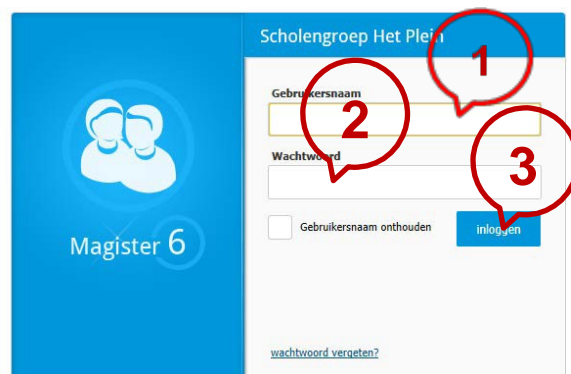 Scholengroep Het Plein
1
Gebruikersnaam
2
Wachtwoord
3
Gebruikersnaam onthouden
inloggen
Magister 6
wachtwoord vergeten?